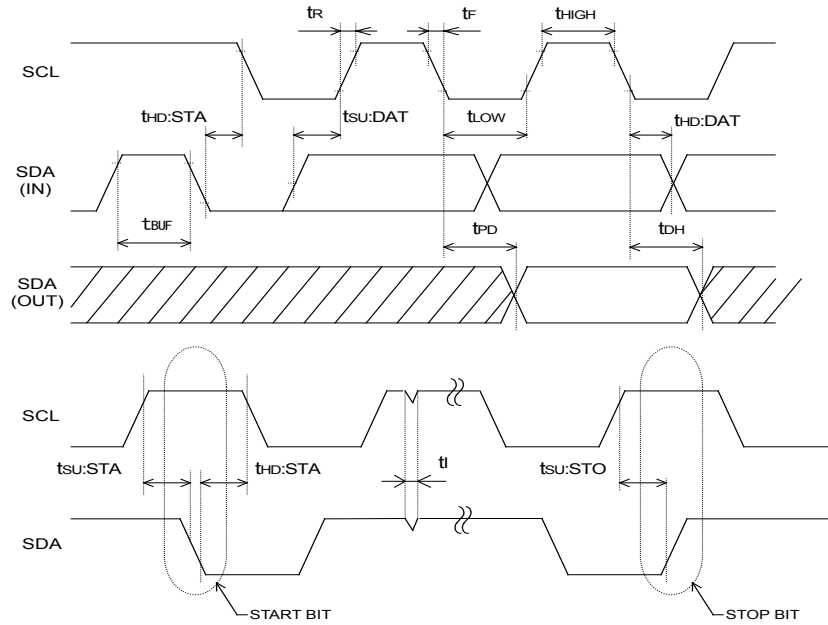 tR tF tHIGH
SCL
tHD:STA tSU:DAT tLOW tHD:DAT
SDA
(IN)
tBUF tPD tDH
SDA
(OUT)
SCL
tSU:STA tHD:STA tI tSU:STO
SDA
START BIT STOP BIT